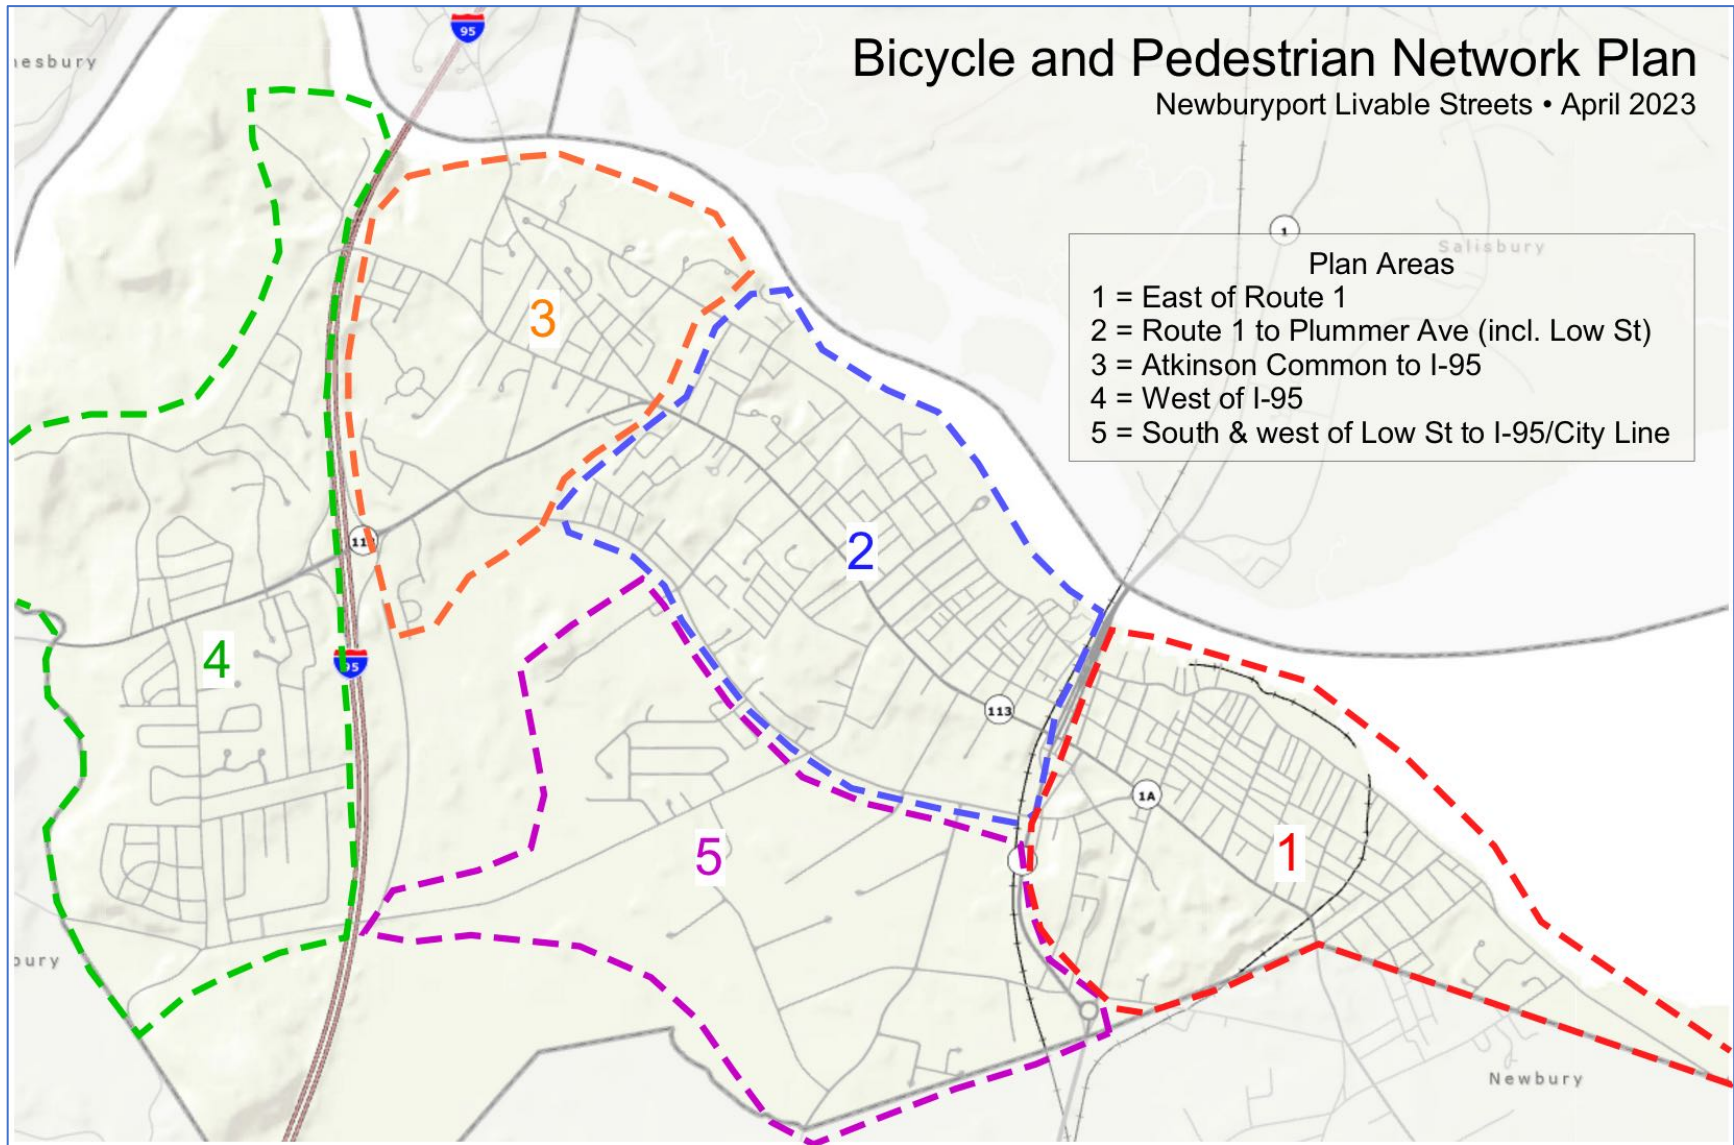 Bicycle and Pedestrian Network Plan
Newburyport Livable Streets • April 2023
95
nesbury
1
Salisbury
Plan Areas
1 = East of Route 1
2 = Route 1 to Plummer Ave (incl. Low St)
3 = Atkinson Common to I-95
4 = West of I-95
5 = South & west of Low St to I-95/City Line
3
113
2
4
95
113
1A
5
1
bury
Newbury